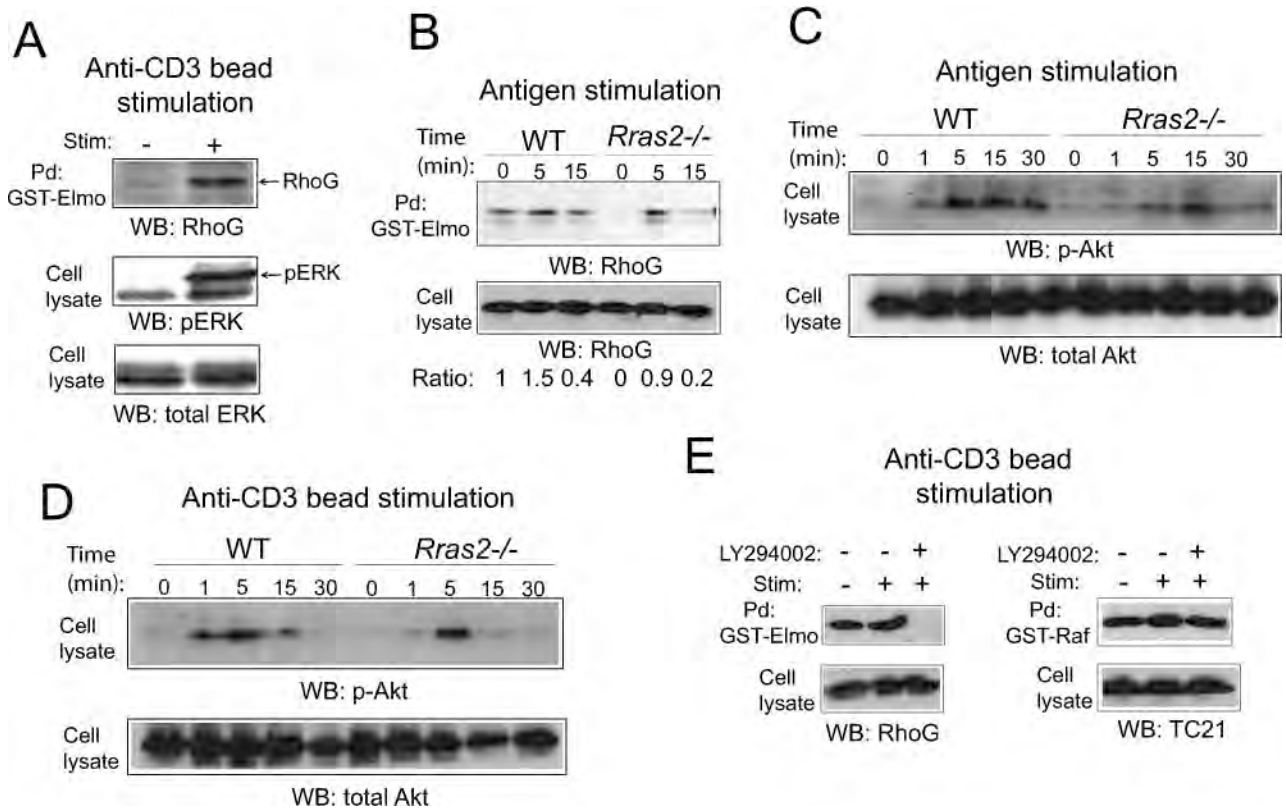 A
Anti-CD3 bead
stimulation
Stim: - +
Pd:
GST-Elmo
←RhoG
WB: RhoG
Cell
lysate
←pERK
WB: pERK
Cell
lysate
WB: total ERK
B
Antigen stimulation
Time
(min):
WT Rras2-/-
0 5 15 0 5 15
Pd:
GST-Elmo
WB: RhoG
Cell
lysate
WB: RhoG
Ratio: 1 1.5 0.4 0 0.9 0.2
C
Antigen stimulation
WT Rras2-/-
Time
(min): 0 1 5 15 30 0 1 5 15 30
Cell
lysate
WB: p-Akt
Cell
lysate
WB: total Akt
D
Anti-CD3 bead stimulation
Time
(min):
WT Rras2-/-
0 1 5 15 30 0 1 5 15 30
Cell
lysate
WB: p-Akt
Cell
lysate
WB: total Akt
E
Anti-CD3 bead
stimulation
LY294002: - - +
Stim: - + +
Pd:
GST-Elmo
Cell
lysate
WB: RhoG
LY294002: - - +
Stim: - + +
Pd:
GST-Raf
Cell
lysate
WB: TC21